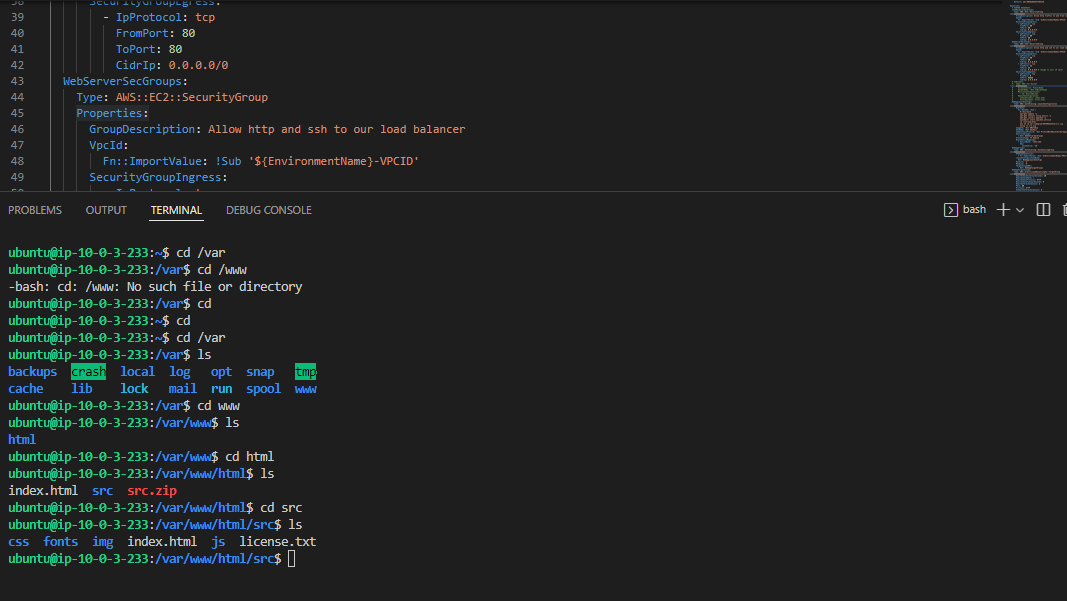 38 SecurityGroupEgress:
39 - IpProtocol: tcp
40 FromPort: 80
41 ToPort: 80
42 CidrIp: 0.0.0.0/0
43 WebServerSecGroups:
44 Type: AWS::EC2::SecurityGroup
45 Properties:
46 GroupDescription: Allow http and ssh to our load balancer
47 VpcId:
48 Fn::ImportValue: !Sub '${EnvironmentName}-VPCID'
49 SecurityGroupIngress:
PROBLEMS OUTPUT TERMINAL DEBUG CONSOLE bash
ubuntu@ip-10-0-3-233:~$ cd /var
ubuntu@ip-10-0-3-233:/var$ cd /www
-bash: cd: /www: No such file or directory
ubuntu@ip-10-0-3-233:/var$ cd
ubuntu@ip-10-0-3-233:~$ cd
ubuntu@ip-10-0-3-233:~$ cd /var
ubuntu@ip-10-0-3-233:/var$ ls
backups crash local log opt snap tmp
cache lib lock mail run spool www
ubuntu@ip-10-0-3-233:/var$ cd www
ubuntu@ip-10-0-3-233:/var/www$ ls
html
ubuntu@ip-10-0-3-233:/var/www$ cd html
ubuntu@ip-10-0-3-233:/var/www/html$ ls
index.html src src.zip
ubuntu@ip-10-0-3-233:/var/www/html$ cd src
ubuntu@ip-10-0-3-233:/var/www/html/src$ ls
css fonts img index.html js license.txt
ubuntu@ip-10-0-3-233:/var/www/html/src$